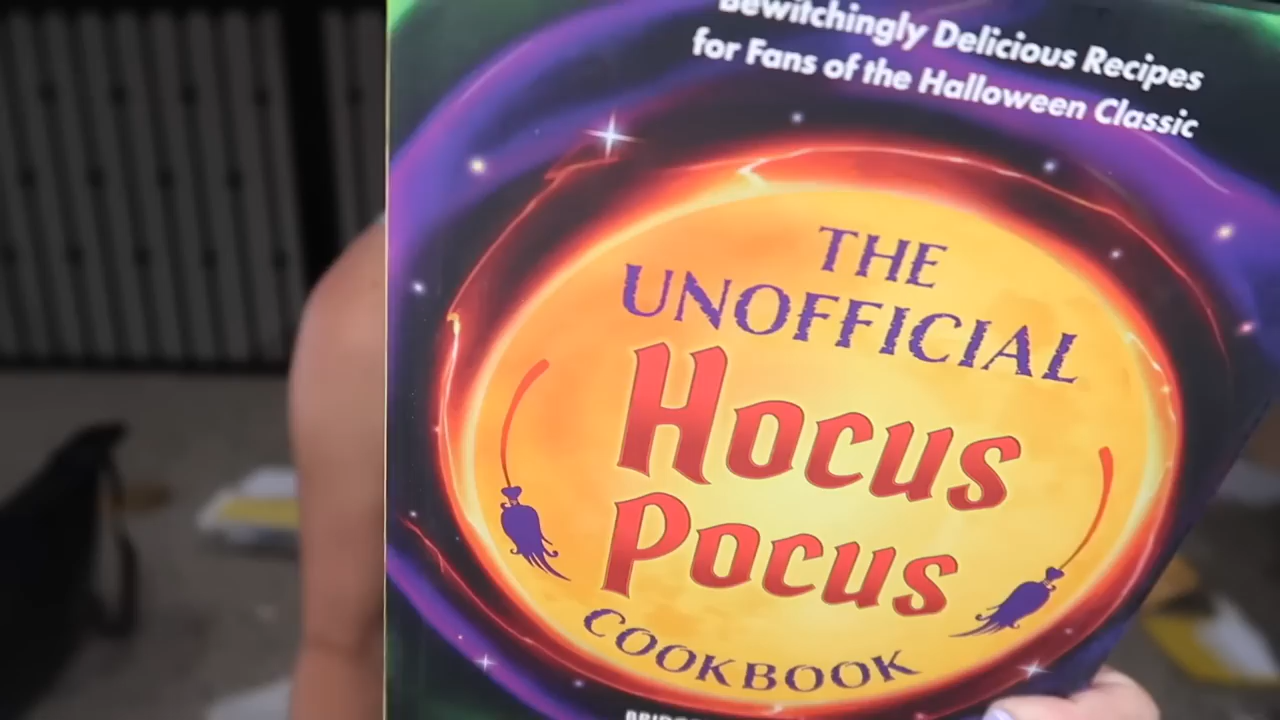 Bewitchingly Delicious Recipes
for Fans of the Halloween Classic
THE
UNOFFICIAL
Hocus
Pocus
COOKBOOK